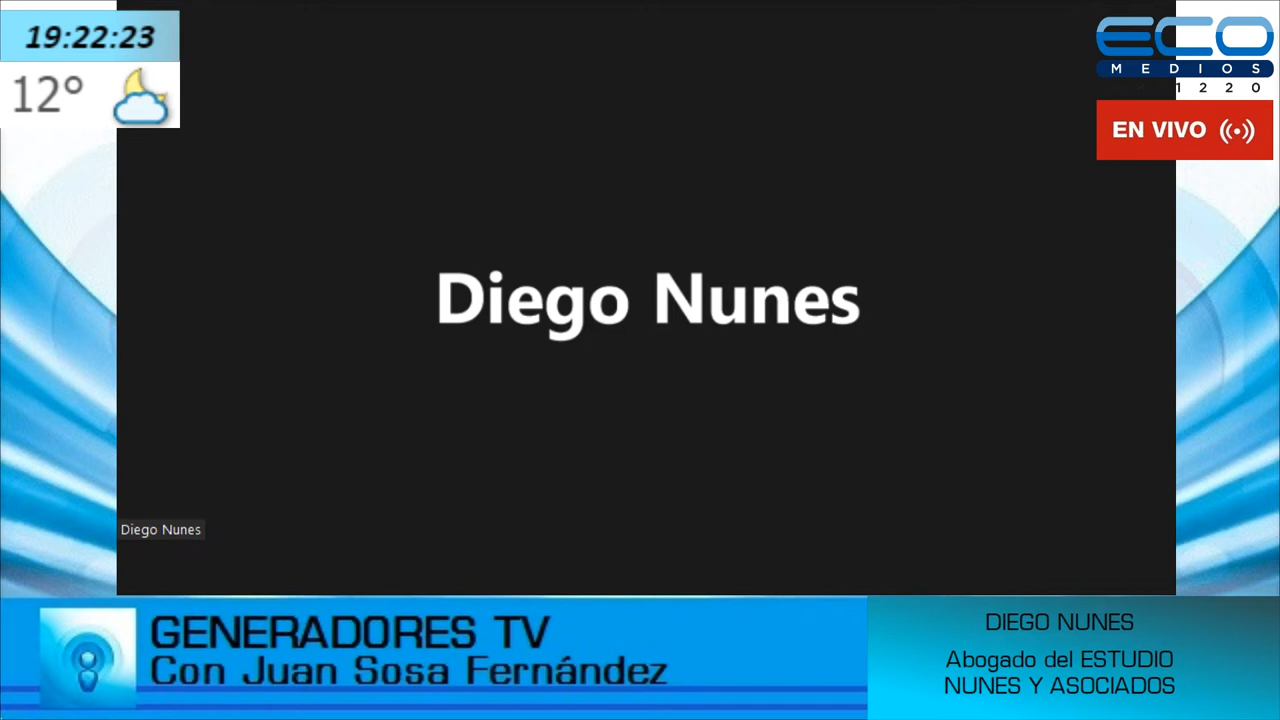 19:22:23
12°
ECO
MEDIOS
1220
EN VIVO
Diego Nunes
Diego Nunes
GENERADORES TV
Con Juan Sosa Fernández
DIEGO NUNES
Abogado del ESTUDIO
NUNES Y ASOCIADOS